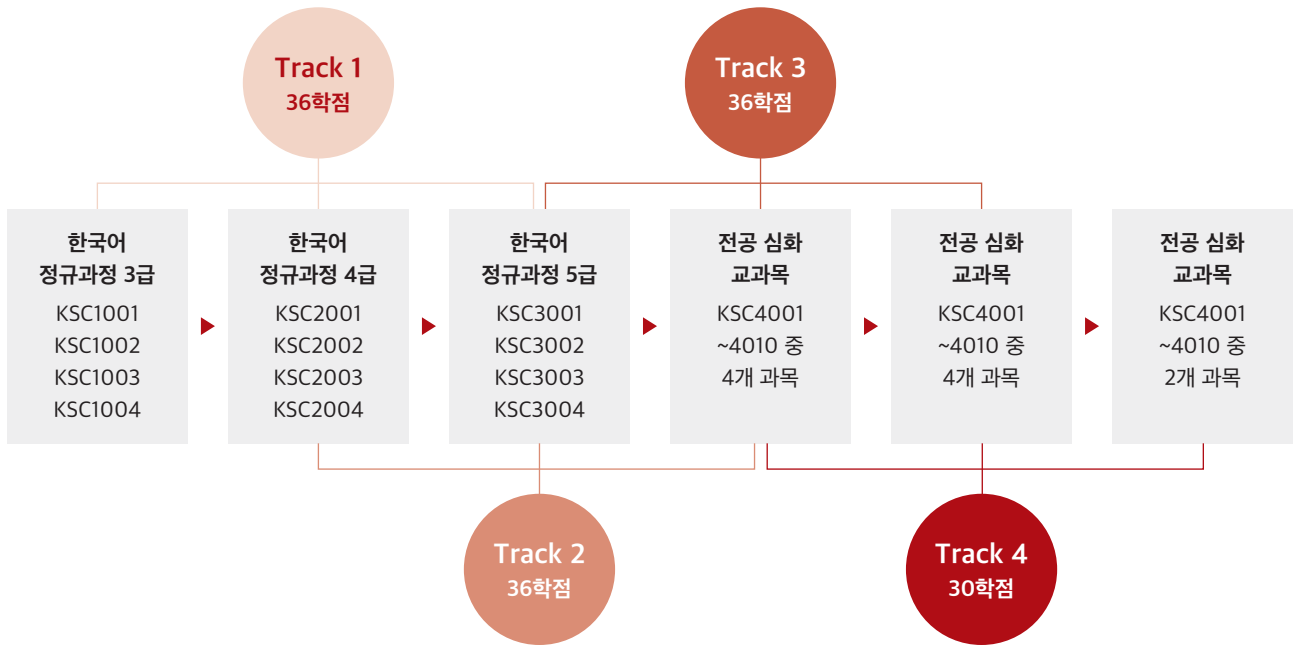 Track 1
36학점
Track 3
36학점
한국어
정규과정 3급
KSC1001
KSC1002
KSC1003
KSC1004
한국어
정규과정 4급
KSC2001
KSC2002
KSC2003
KSC2004
한국어
정규과정 5급
KSC3001
KSC3002
KSC3003
KSC3004
전공 심화
교과목
KSC4001
~4010 중
4개 과목
전공 심화
교과목
KSC4001
~4010 중
4개 과목
전공 심화
교과목
KSC4001
~4010 중
2개 과목
Track 2
36학점
Track 4
30학점